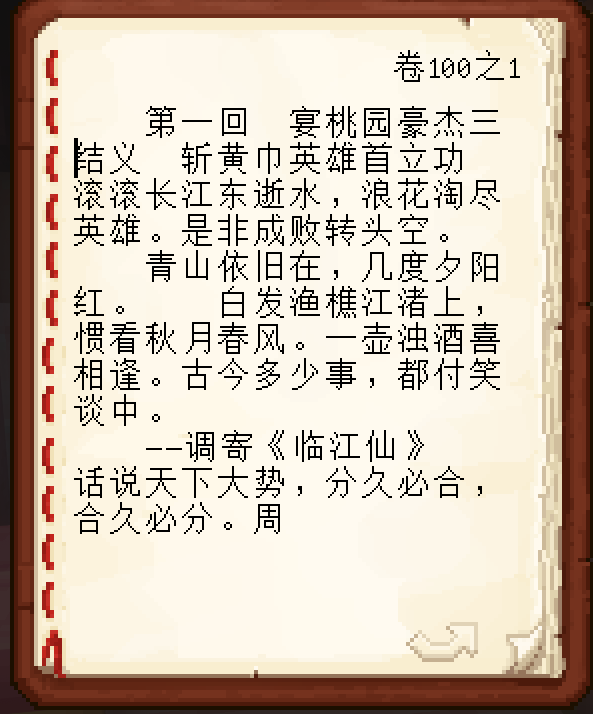 卷100之1
　　第一回　宴桃园豪杰三
结义　斩黄巾英雄首立功
滚滚长江东逝水，浪花淘尽
英雄。是非成败转头空。
　　青山依旧在，几度夕阳
红。　　白发渔樵江渚上，
惯看秋月春风。一壶浊酒喜
相逢。古今多少事，都付笑
谈中。
　　--调寄《临江仙》
话说天下大势，分久必合，
合久必分。周